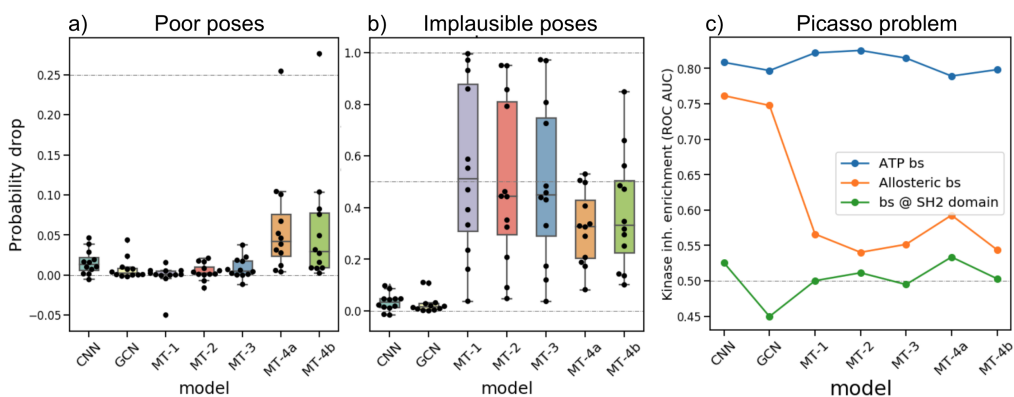 a) Poor poses
b) Implausible poses
c) Picasso problem
Probability drop
0.25
0.20
0.15
0.10
0.05
0.00
−0.05
CNN
GCN
MT-1
MT-2
MT-3
MT-4a
MT-4b
model
1.0
0.8
0.6
0.4
0.2
0.0
CNN
GCN
MT-1
MT-2
MT-3
MT-4a
MT-4b
model
Kinase inh. enrichment (ROC AUC)
0.80
0.75
0.70
0.65
0.60
0.55
0.50
0.45
ATP bs
Allosteric bs
bs @ SH2 domain
CNN
GCN
MT-1
MT-2
MT-3
MT-4a
MT-4b
model